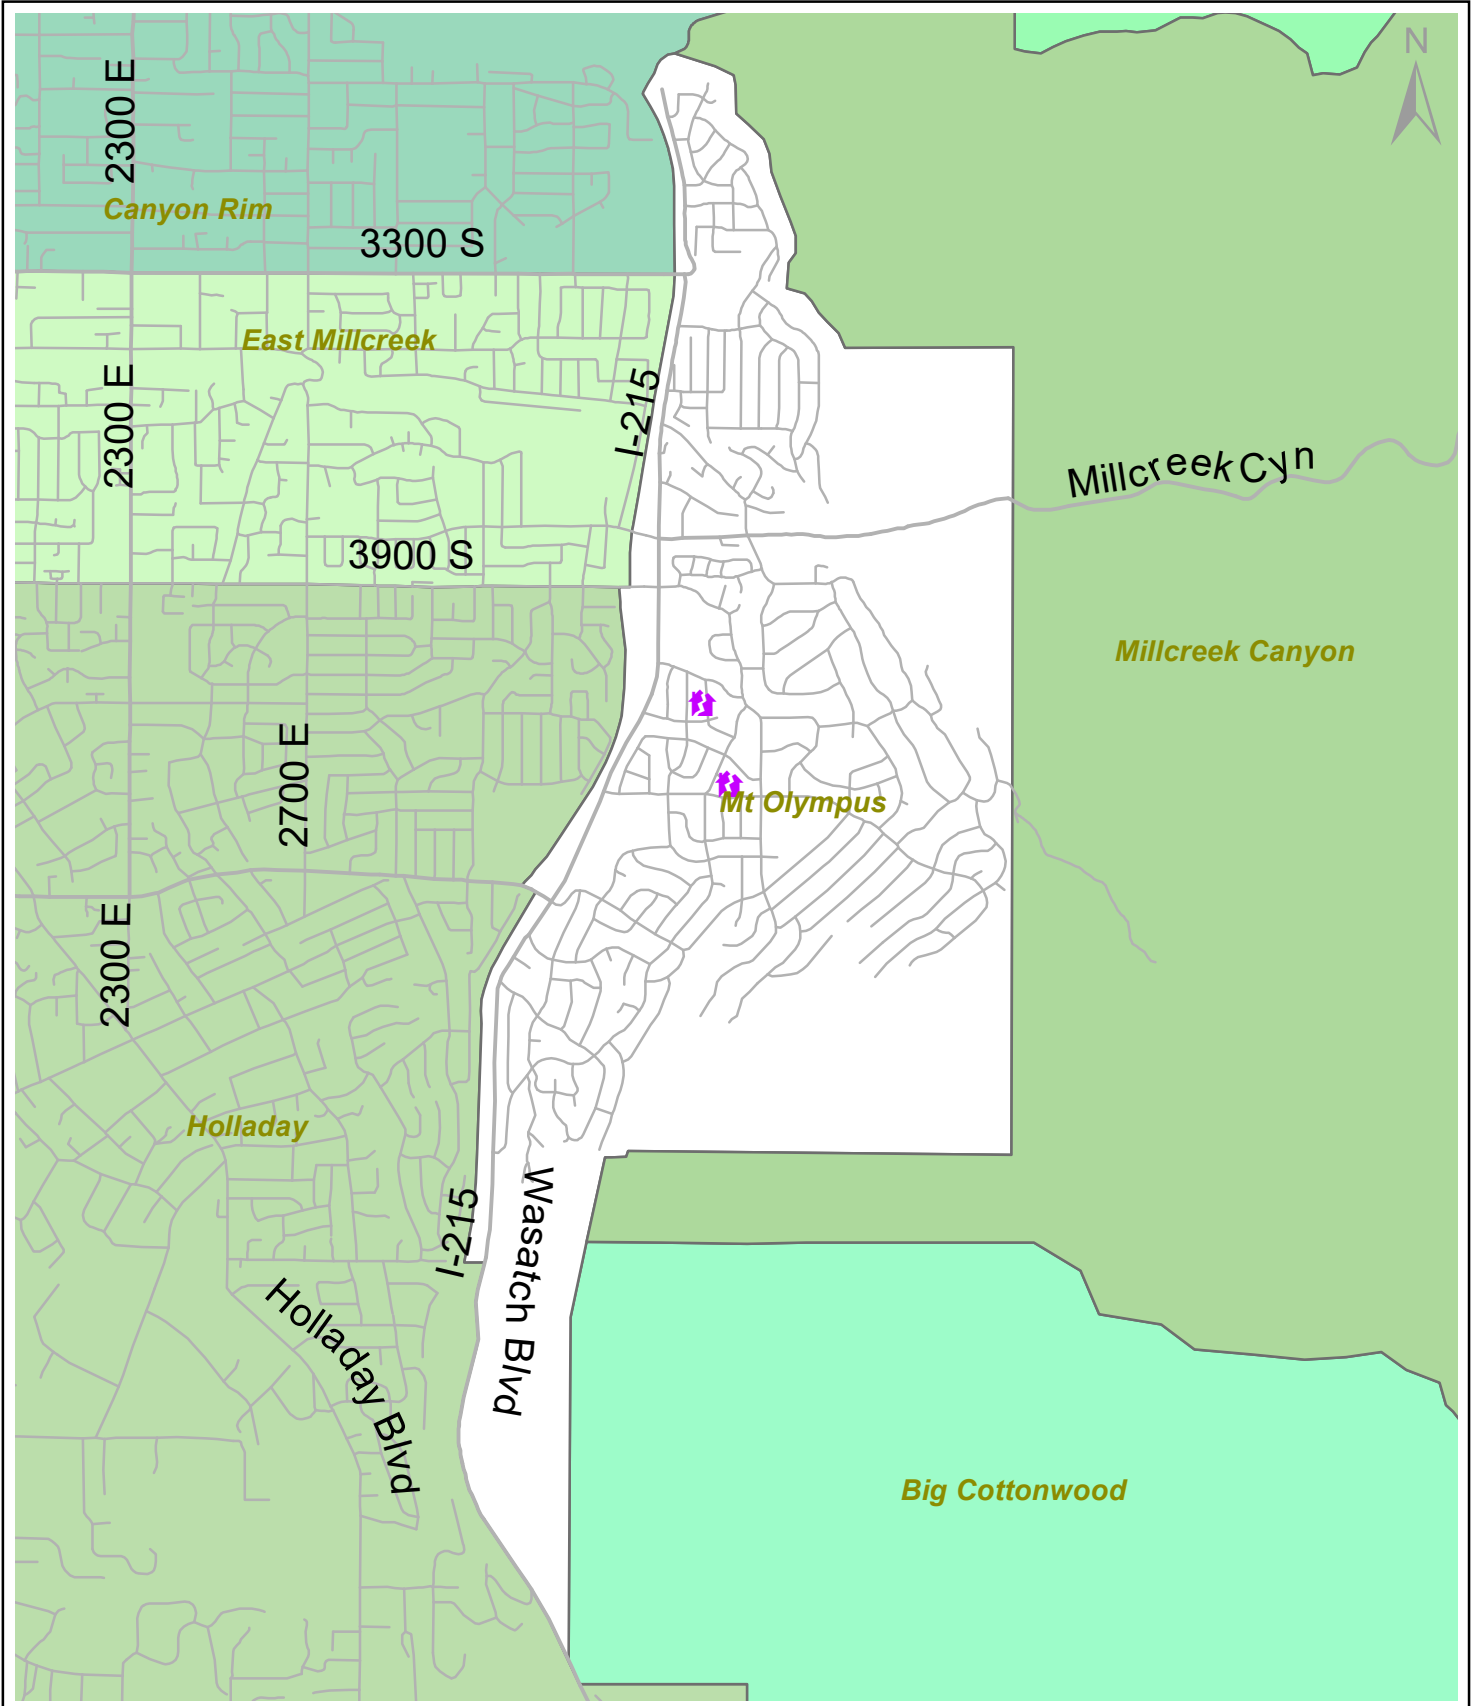 N
2300 E
Canyon Rim
3300 S
East Millcreek
2300 E
I-215
Millcreek Cyn
3900 S
Millcreek Canyon
2700 E
Mt Olympus
2300 E
Holladay
I-215
Wasatch Blvd
Holladay Blvd
Big Cottonwood